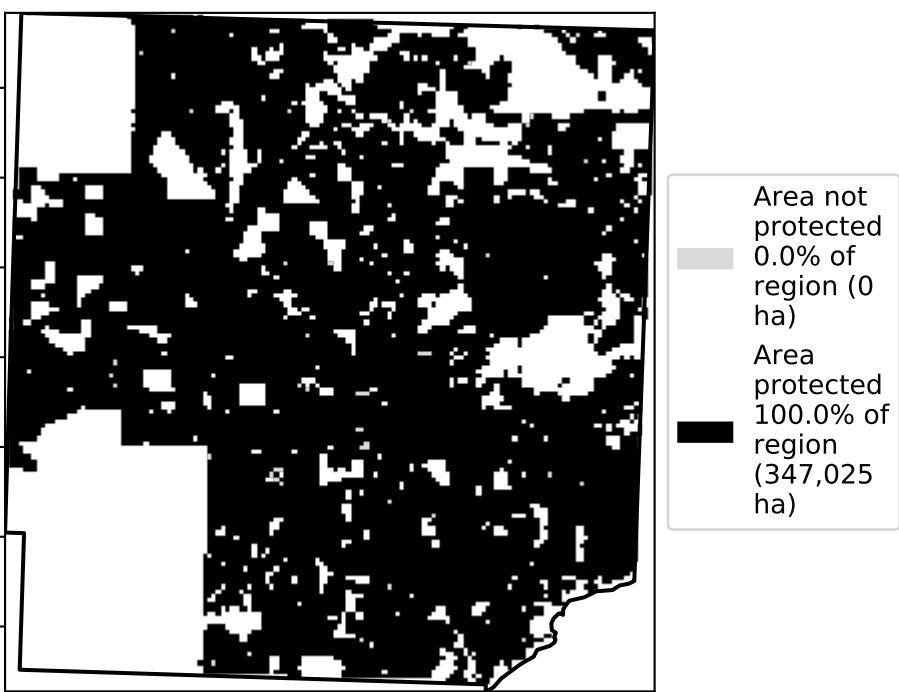 Area not
protected
0.0% of
region (0
ha)
Area
protected
100.0% of
region
(347,025
ha)